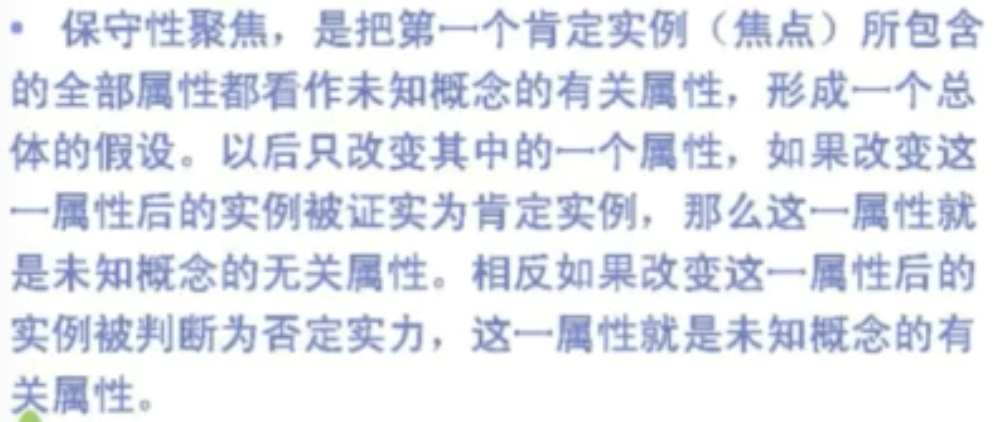 • 保守性聚焦，是把第一个肯定实例（焦点）所包含
的全部属性都看作未知概念的有关属性，形成一个总
体的假设。以后只改变其中的一个属性，如果改变这
一属性后的实例被证实为肯定实例，那么这一属性就
是未知概念的无关属性。相反如果改变这一属性后的
实例被判断为否定实力，这一属性就是未知概念的有
关属性。